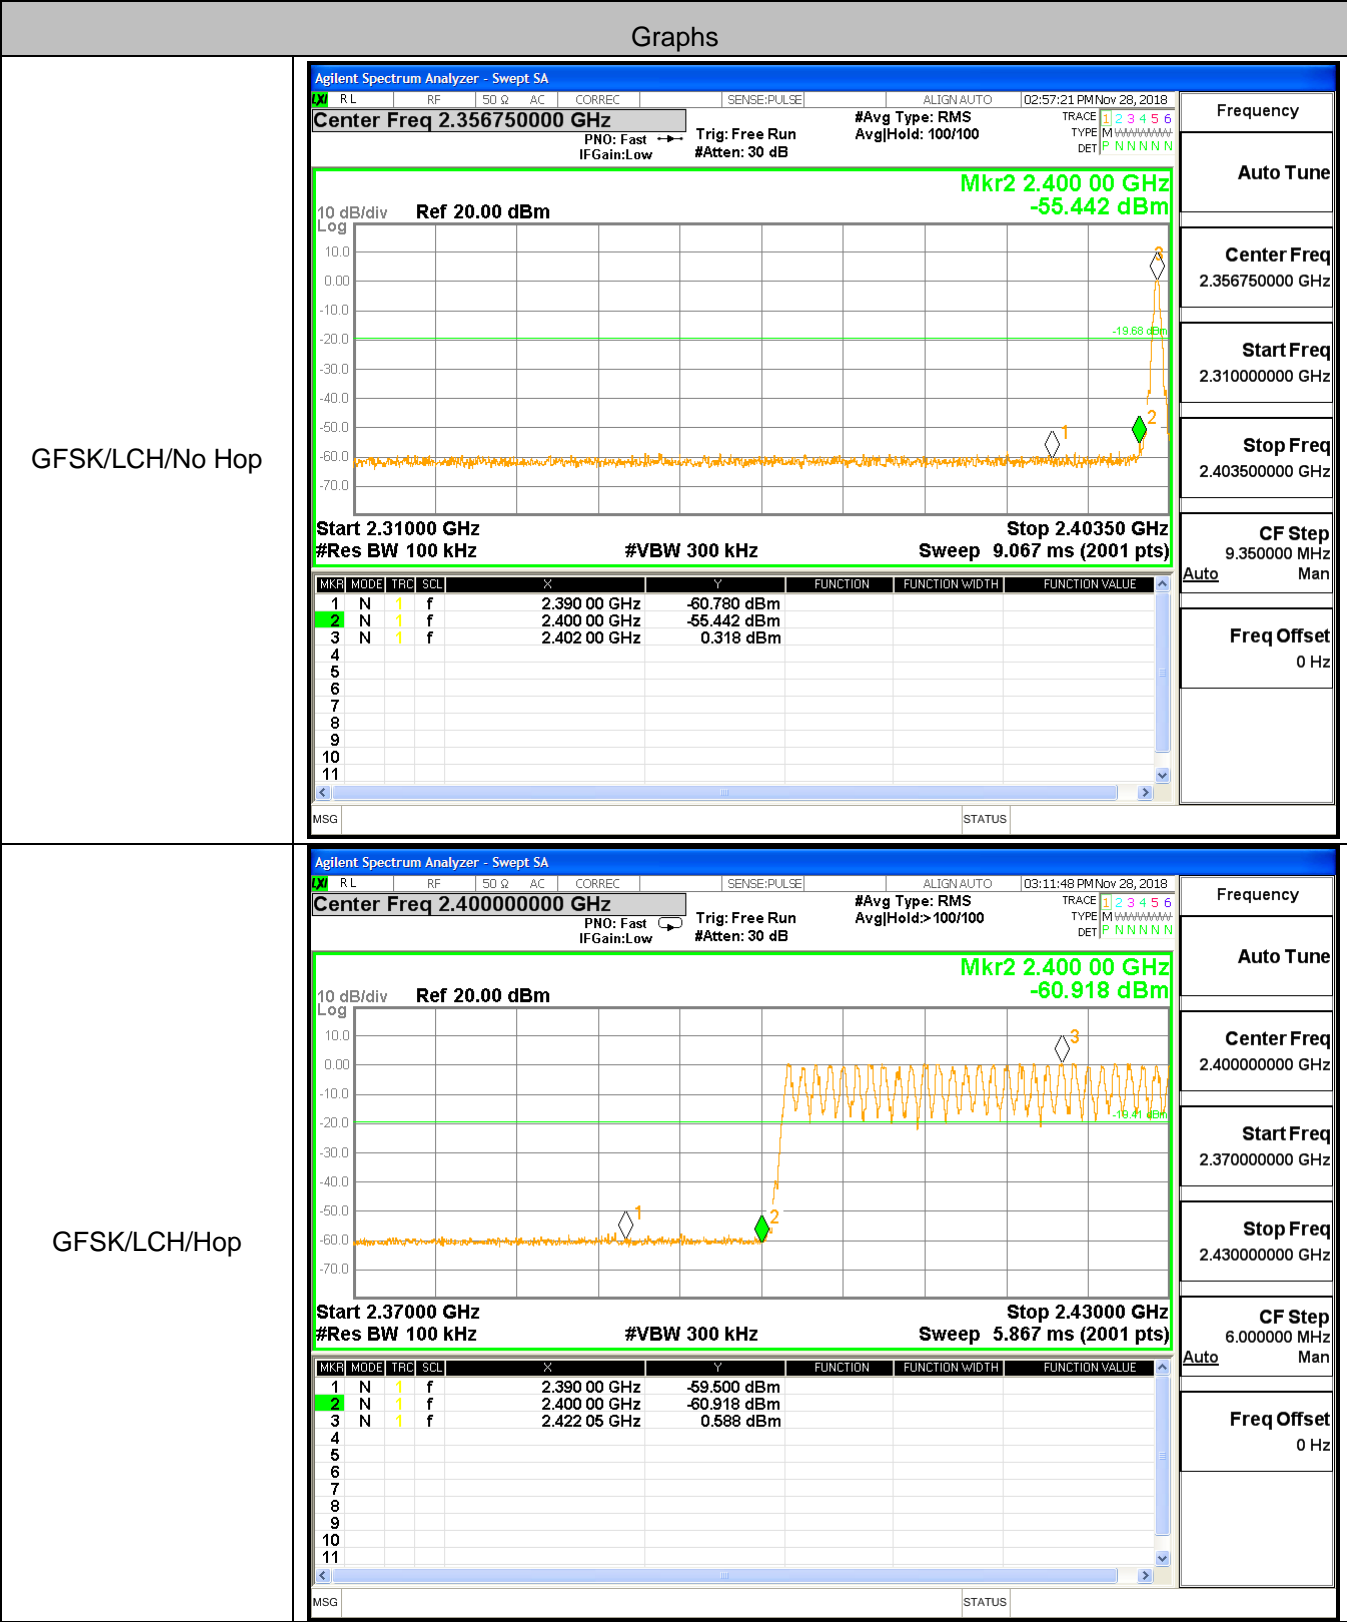 Graphs
GFSK/LCH/No Hop
Agilent Spectrum Analyzer - Swept SA
LXI RL RF 50 Ω AC CORREC SENSE:PULSE ALIGN AUTO 02:57:21 PM Nov 28, 2018
Center Freq 2.356750000 GHz
PNO: Fast
IFGain:Low
Trig: Free Run
#Atten: 30 dB
#Avg Type: RMS
Avg|Hold: 100/100
TRACE 1 2 3 4 5 6
TYPE M
DET P N N N N N
Mkr2 2.400 00 GHz
-55.442 dBm
10 dB/div Ref 20.00 dBm
Log
10.0
0.00
-10.0
-20.0
-30.0
-40.0
-50.0
-60.0
-70.0
-19.68 dBm
1
2
3
Start 2.31000 GHz Stop 2.40350 GHz
#Res BW 100 kHz #VBW 300 kHz Sweep 9.067 ms (2001 pts)
MKR MODE TRC SCL X Y FUNCTION FUNCTION WIDTH FUNCTION VALUE
1 N 1 f 2.390 00 GHz -60.780 dBm
2 N 1 f 2.400 00 GHz -55.442 dBm
3 N 1 f 2.402 00 GHz 0.318 dBm
4
5
6
7
8
9
10
11
MSG STATUS
Frequency
Auto Tune
Center Freq
2.356750000 GHz
Start Freq
2.310000000 GHz
Stop Freq
2.403500000 GHz
CF Step
9.350000 MHz
Auto Man
Freq Offset
0 Hz
GFSK/LCH/Hop
Agilent Spectrum Analyzer - Swept SA
LXI RL RF 50 Ω AC CORREC SENSE:PULSE ALIGN AUTO 03:11:48 PM Nov 28, 2018
Center Freq 2.400000000 GHz
PNO: Fast
IFGain:Low
Trig: Free Run
#Atten: 30 dB
#Avg Type: RMS
Avg|Hold:>100/100
TRACE 1 2 3 4 5 6
TYPE M
DET P N N N N N
Mkr2 2.400 00 GHz
-60.918 dBm
10 dB/div Ref 20.00 dBm
Log
10.0
0.00
-10.0
-20.0
-30.0
-40.0
-50.0
-60.0
-70.0
-19.41 dBm
1
2
3
Start 2.37000 GHz Stop 2.43000 GHz
#Res BW 100 kHz #VBW 300 kHz Sweep 5.867 ms (2001 pts)
MKR MODE TRC SCL X Y FUNCTION FUNCTION WIDTH FUNCTION VALUE
1 N 1 f 2.390 00 GHz -59.500 dBm
2 N 1 f 2.400 00 GHz -60.918 dBm
3 N 1 f 2.422 05 GHz 0.588 dBm
4
5
6
7
8
9
10
11
MSG STATUS
Frequency
Auto Tune
Center Freq
2.400000000 GHz
Start Freq
2.370000000 GHz
Stop Freq
2.430000000 GHz
CF Step
6.000000 MHz
Auto Man
Freq Offset
0 Hz